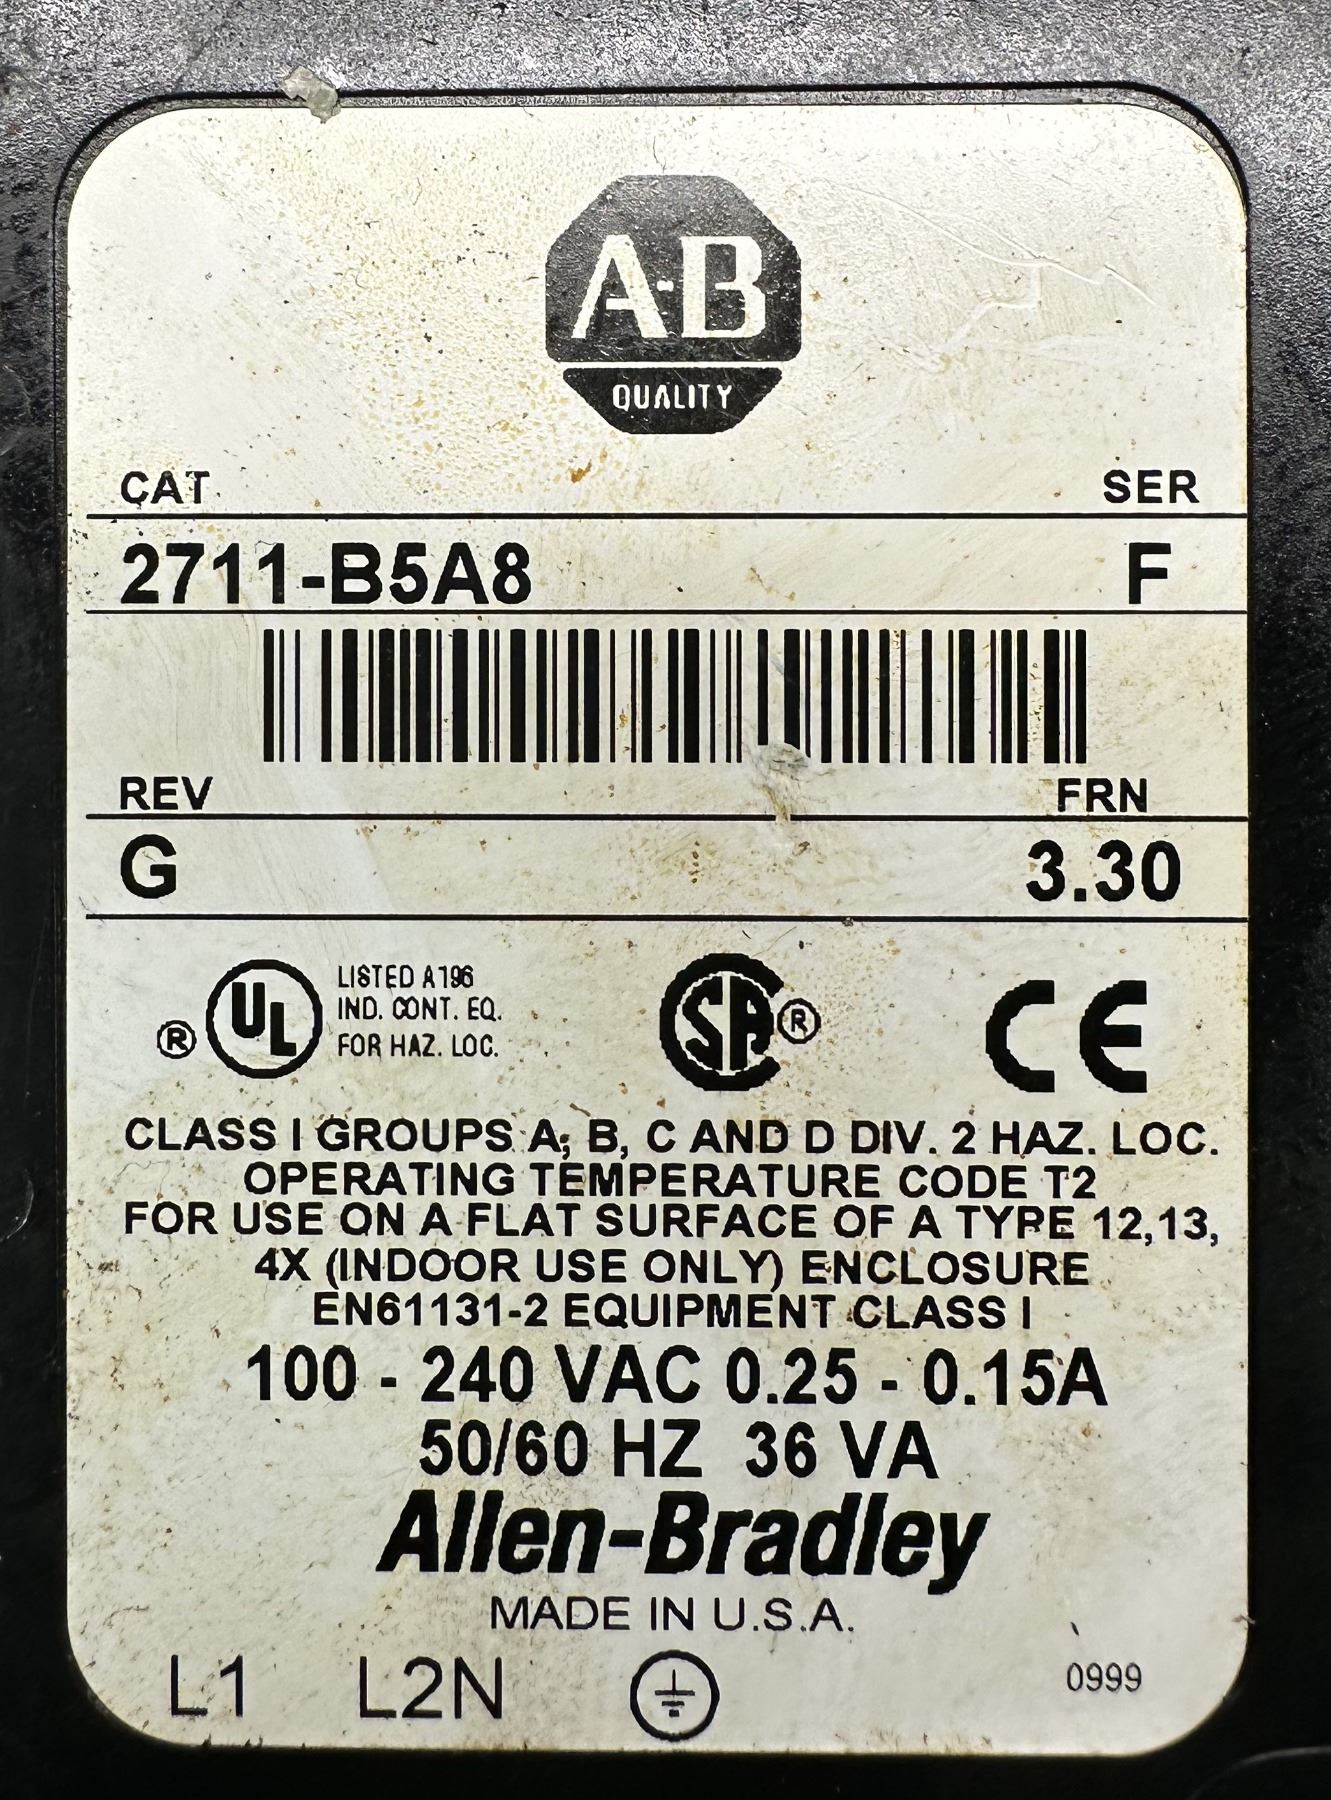 A-B
QUALITY
CAT SER
2711-B5A8 F
REV FRN
G 3.30
® UL LISTED A196
IND. CONT. EQ.
FOR HAZ. LOC.
SA ® CE
CLASS I GROUPS A, B, C AND D DIV. 2 HAZ. LOC.
OPERATING TEMPERATURE CODE T2
FOR USE ON A FLAT SURFACE OF A TYPE 12,13,
4X (INDOOR USE ONLY) ENCLOSURE
EN61131-2 EQUIPMENT CLASS I
100 - 240 VAC 0.25 - 0.15A
50/60 HZ 36 VA
Allen-Bradley
MADE IN U.S.A.
L1 L2N 0999